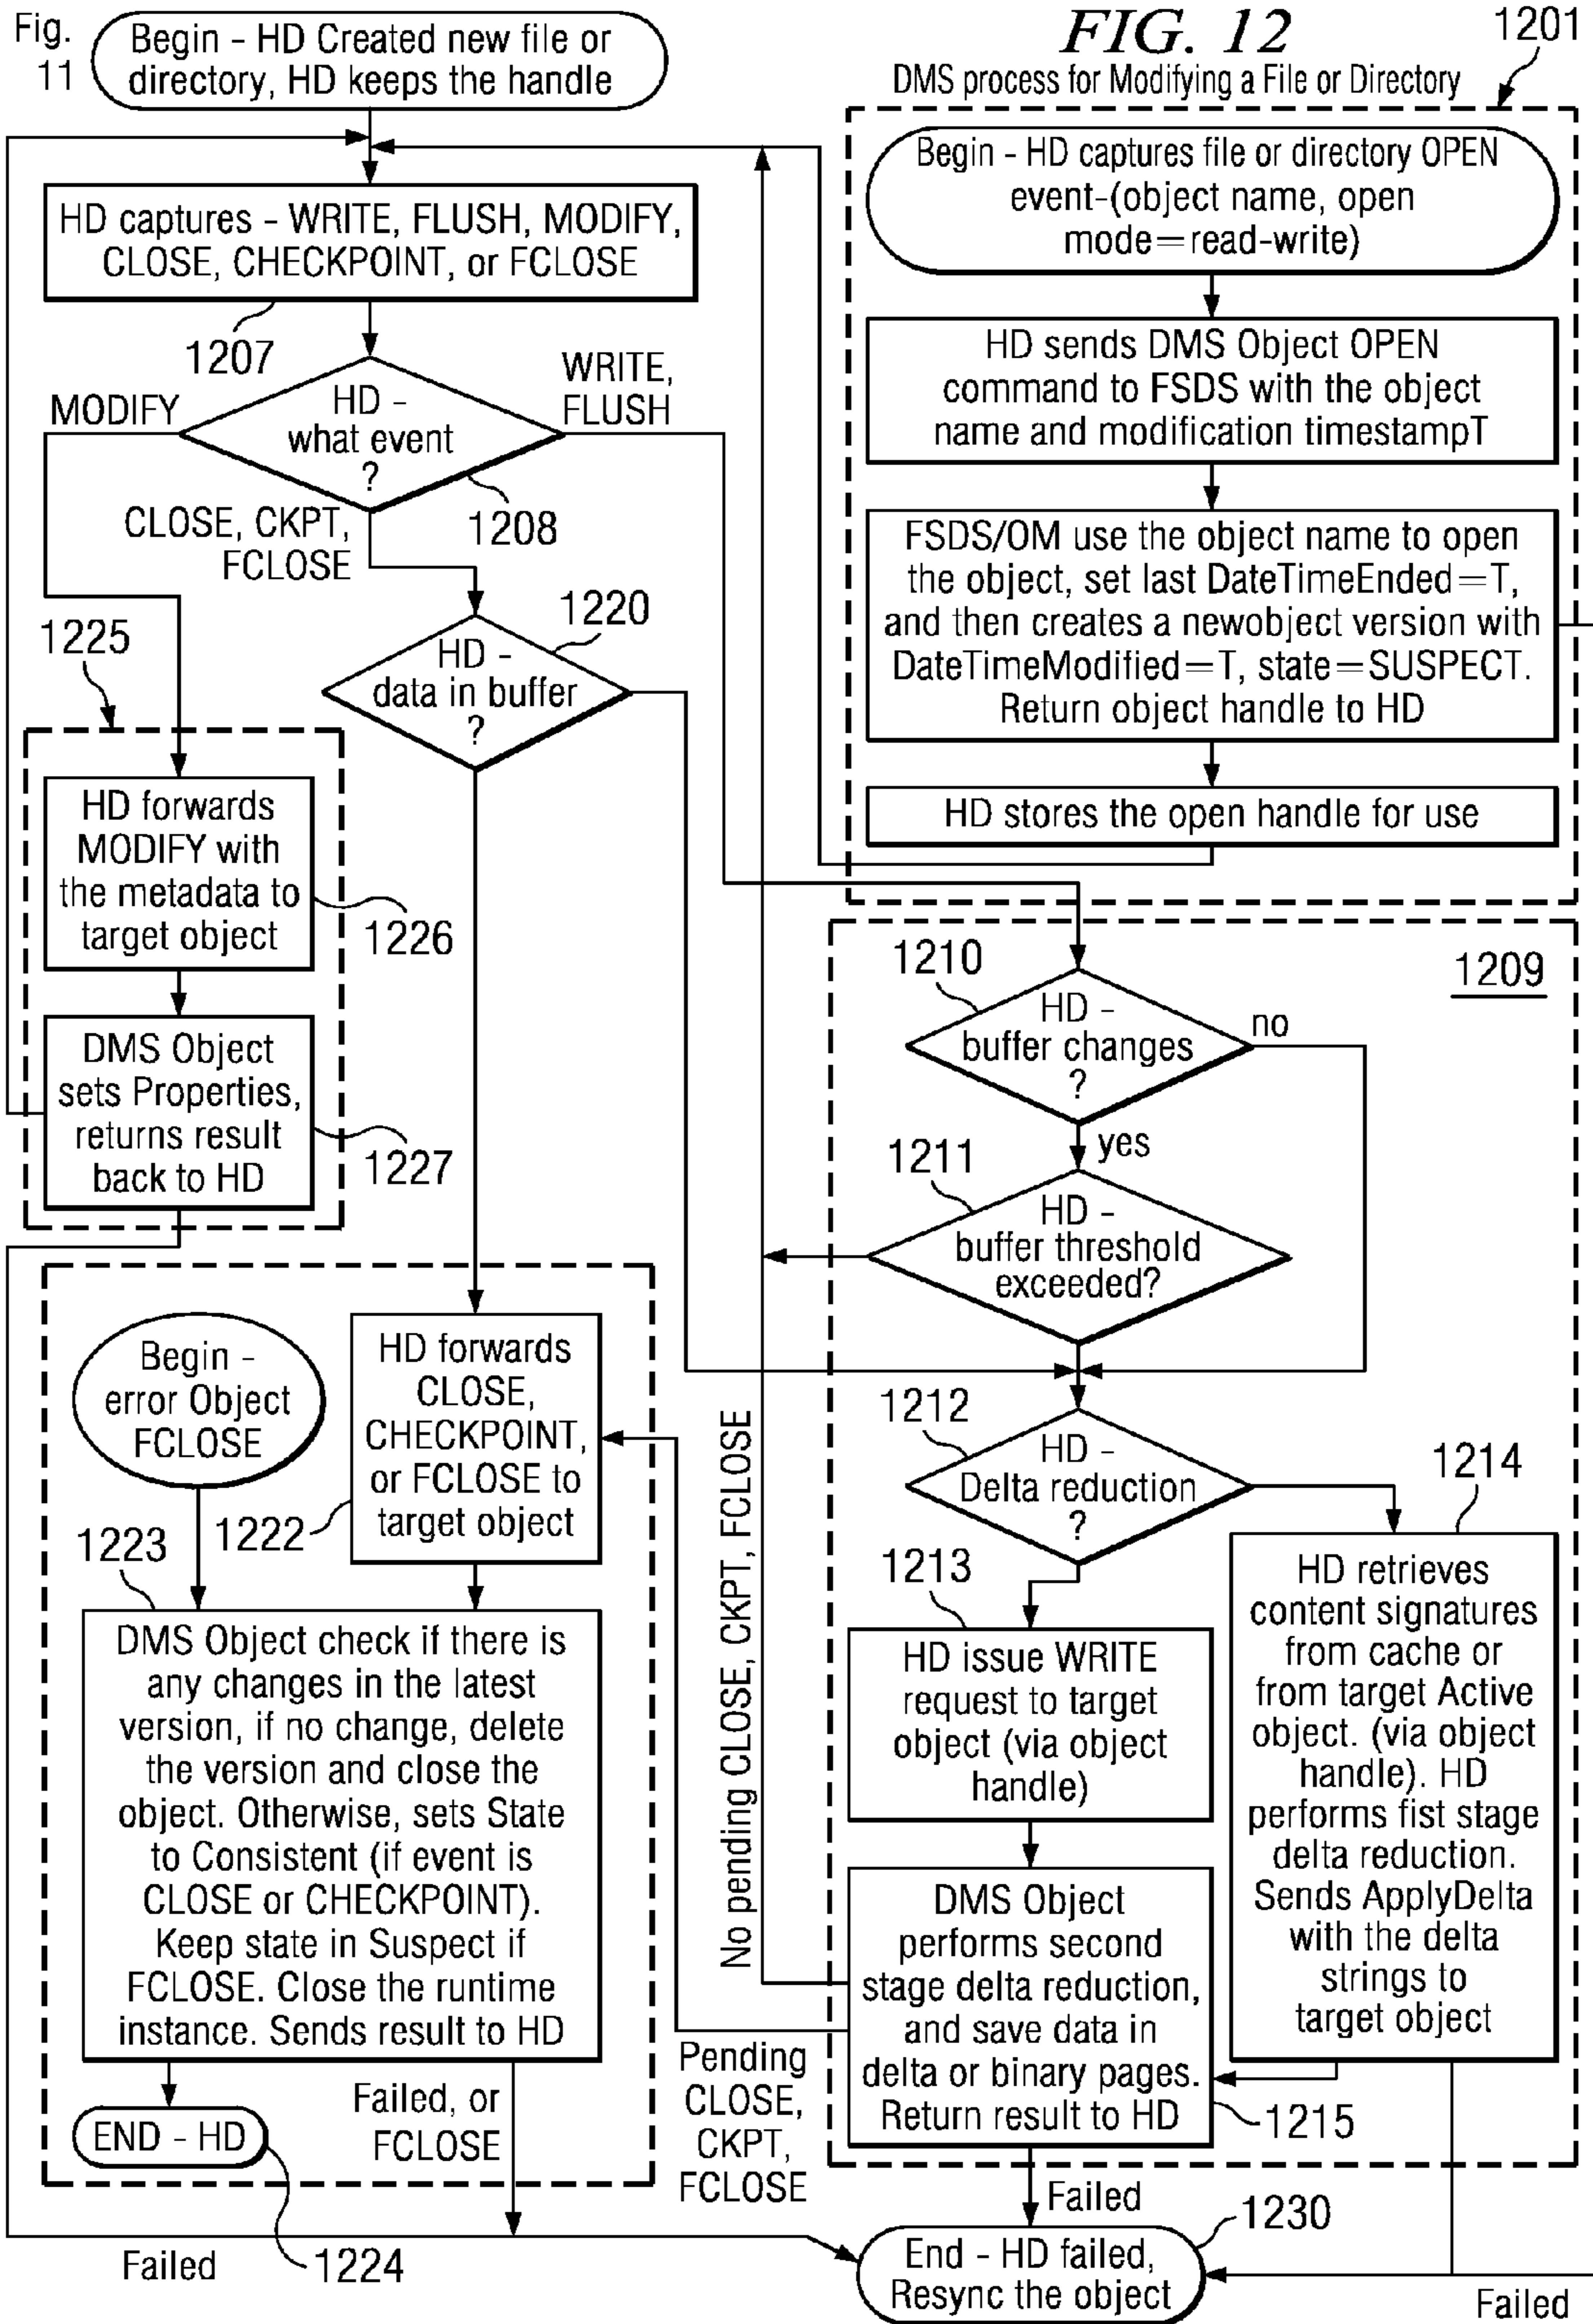 Fig.
11
Begin - HD Created new file or
directory, HD keeps the handle
FIG. 12
1201
DMS process for Modifying a File or Directory
Begin - HD captures file or directory OPEN
event-(object name, open
mode=read-write)
HD sends DMS Object OPEN
command to FSDS with the object
name and modification timestampT
FSDS/OM use the object name to open
the object, set last DateTimeEnded=T,
and then creates a newobject version with
DateTimeModified=T, state=SUSPECT.
Return object handle to HD
HD stores the open handle for use
HD captures - WRITE, FLUSH, MODIFY,
CLOSE, CHECKPOINT, or FCLOSE
1207
HD -
what event
?
1208
MODIFY
WRITE,
FLUSH
CLOSE, CKPT,
FCLOSE
1220
HD -
data in buffer
?
1225
HD forwards
MODIFY with
the metadata to
target object
1226
DMS Object
sets Properties,
returns result
back to HD
1227
1209
1210
HD -
buffer changes
?
no
yes
1211
HD -
buffer threshold
exceeded?
1212
HD -
Delta reduction
?
1213
HD issue WRITE
request to target
object (via object
handle)
1214
HD retrieves
content signatures
from cache or
from target Active
object. (via object
handle). HD
performs fist stage
delta reduction.
Sends ApplyDelta
with the delta
strings to
target object
DMS Object
performs second
stage delta reduction,
and save data in
delta or binary pages.
Return result to HD
1215
No pending CLOSE, CKPT, FCLOSE
Pending
CLOSE,
CKPT,
FCLOSE
Begin -
error Object
FCLOSE
HD forwards
CLOSE,
CHECKPOINT,
or FCLOSE to
target object
1222
1223
DMS Object check if there is
any changes in the latest
version, if no change, delete
the version and close the
object. Otherwise, sets State
to Consistent (if event is
CLOSE or CHECKPOINT).
Keep state in Suspect if
FCLOSE. Close the runtime
instance. Sends result to HD
END - HD
1224
Failed, or
FCLOSE
Failed
Failed
1230
End - HD failed,
Resync the object
Failed